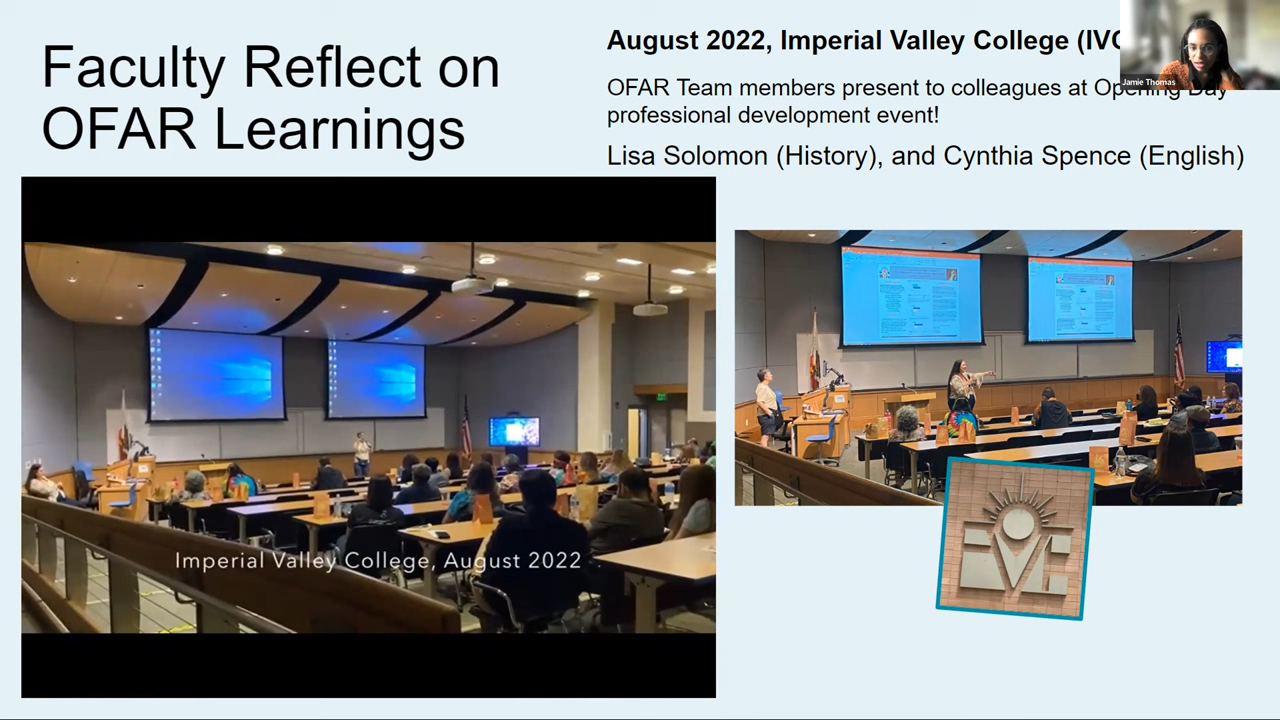 Faculty Reflect on
OFAR Learnings
August 2022, Imperial Valley College (IVC
Jamie Thomas
OFAR Team members present to colleagues at Opening Day
professional development event!
Lisa Solomon (History), and Cynthia Spence (English)
Imperial Valley College, August 2022
IVC